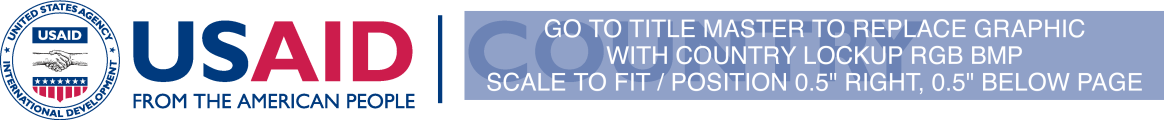 UNITED STATES AGENCY
USAID
INTERNATIONAL DEVELOPMENT
USAID
FROM THE AMERICAN PEOPLE
COUNTRY
GO TO TITLE MASTER TO REPLACE GRAPHIC
WITH COUNTRY LOCKUP RGB BMP
SCALE TO FIT / POSITION 0.5" RIGHT, 0.5" BELOW PAGE